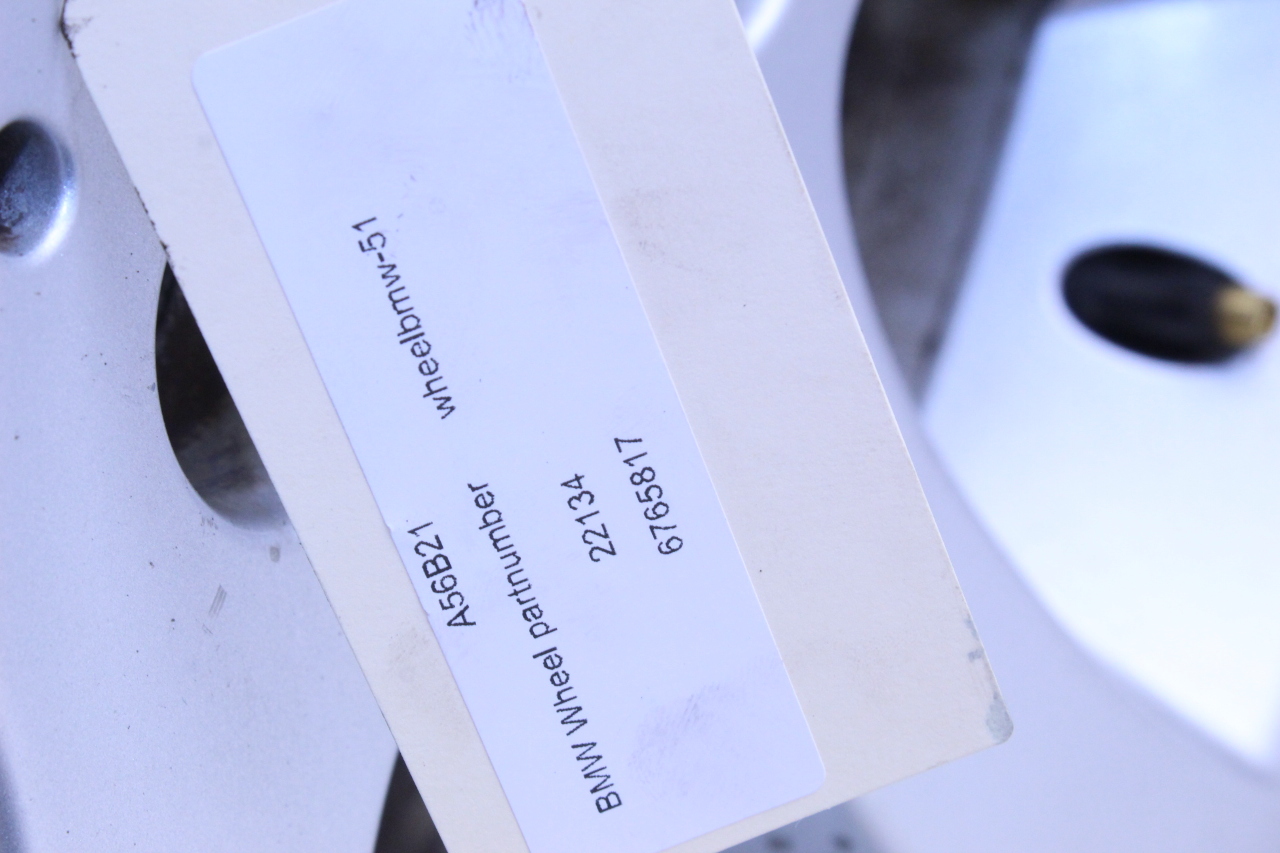 A56B21 wheelbmw-51
BMW Wheel partnumber
22134
6765817